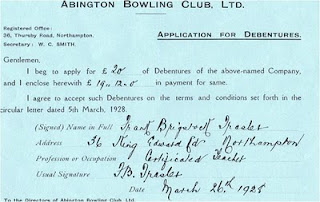 ABINGTON BOWLING CLUB, LTD.
Registered Office:
36, Thursby Road, Northampton.
Secretary: W. C. SMITH.
APPLICATION FOR DEBENTURES.
Gentlemen,
I beg to apply for £20 of Debentures of the above-named Company,
and I enclose herewith £19..12..0 in payment for same.
I agree to accept such Debentures on the terms and conditions set forth in the
circular letter dated 5th March, 1928.
(Signed) Name in Full Frank Trasler
Address 36 King Edward Rd Northampton
Profession or Occupation Certificated Teacher
Usual Signature F.B. Trasler
Date March 26th 1928
To the Directors of Abington Bowling Club Ltd.